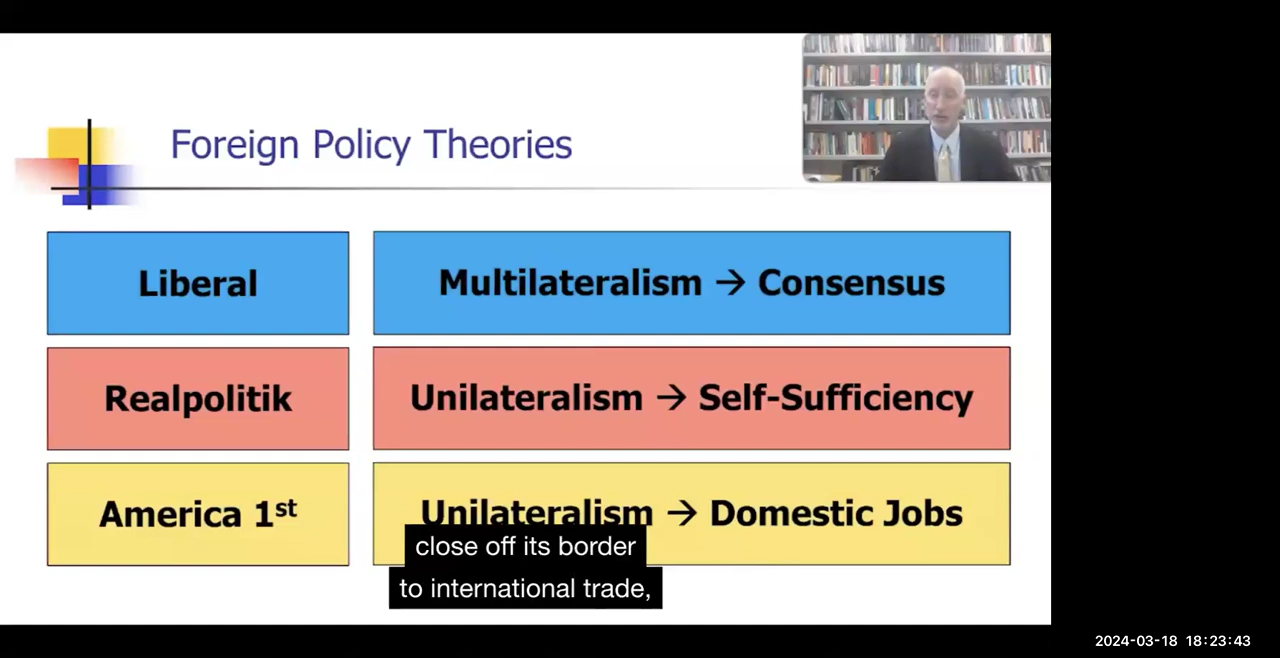 Foreign Policy Theories
Liberal
Multilateralism → Consensus
Realpolitik
Unilateralism → Self-Sufficiency
America 1st
Unilateralism → Domestic Jobs
close off its border
to international trade,
2024-03-18 18:23:43